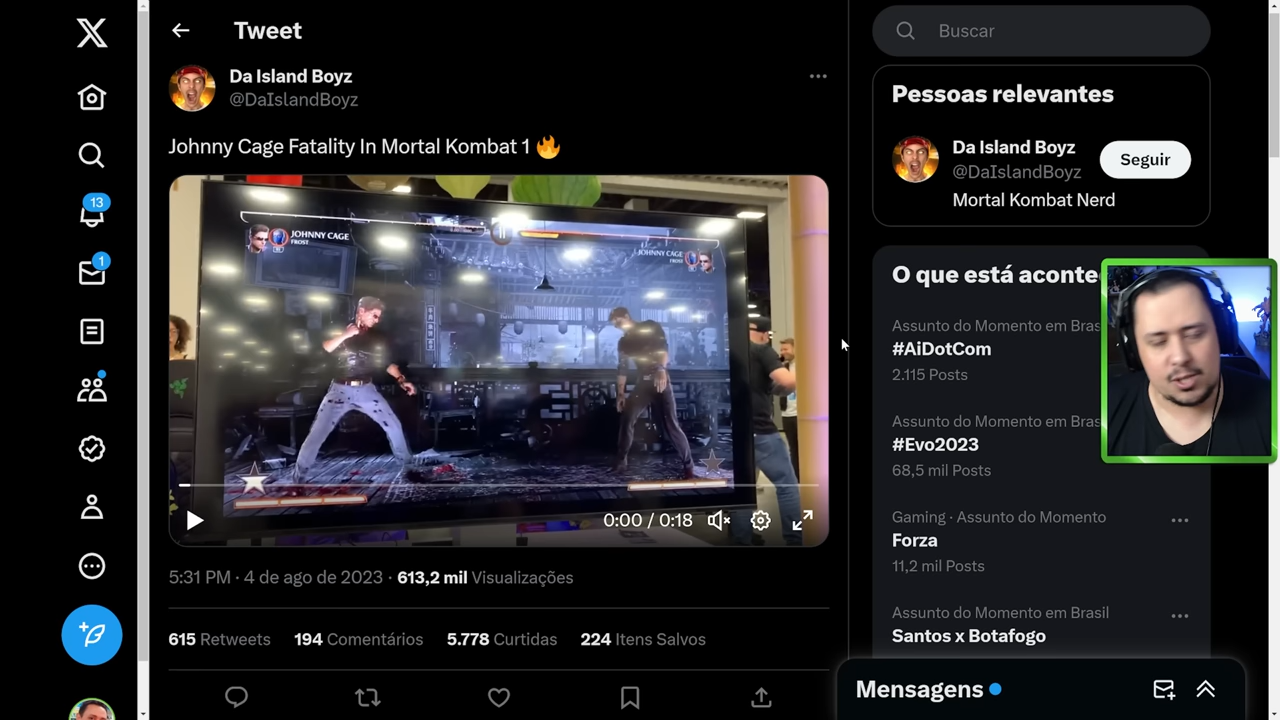 Tweet
Da Island Boyz
@DaIslandBoyz
Johnny Cage Fatality In Mortal Kombat 1 🔥
JOHNNY CAGE
FROST
JOHNNY CAGE
FROST
0:00 / 0:18
5:31 PM · 4 de ago de 2023 · 613,2 mil Visualizações
615 Retweets 194 Comentários 5.778 Curtidas 224 Itens Salvos
13
1
Buscar
Pessoas relevantes
Da Island Boyz
@DaIslandBoyz
Seguir
Mortal Kombat Nerd
O que está aconte
Assunto do Momento em Bras
#AiDotCom
2.115 Posts
Assunto do Momento em Bras
#Evo2023
68,5 mil Posts
Gaming · Assunto do Momento
Forza
11,2 mil Posts
Assunto do Momento em Brasil
Santos x Botafogo
Mensagens